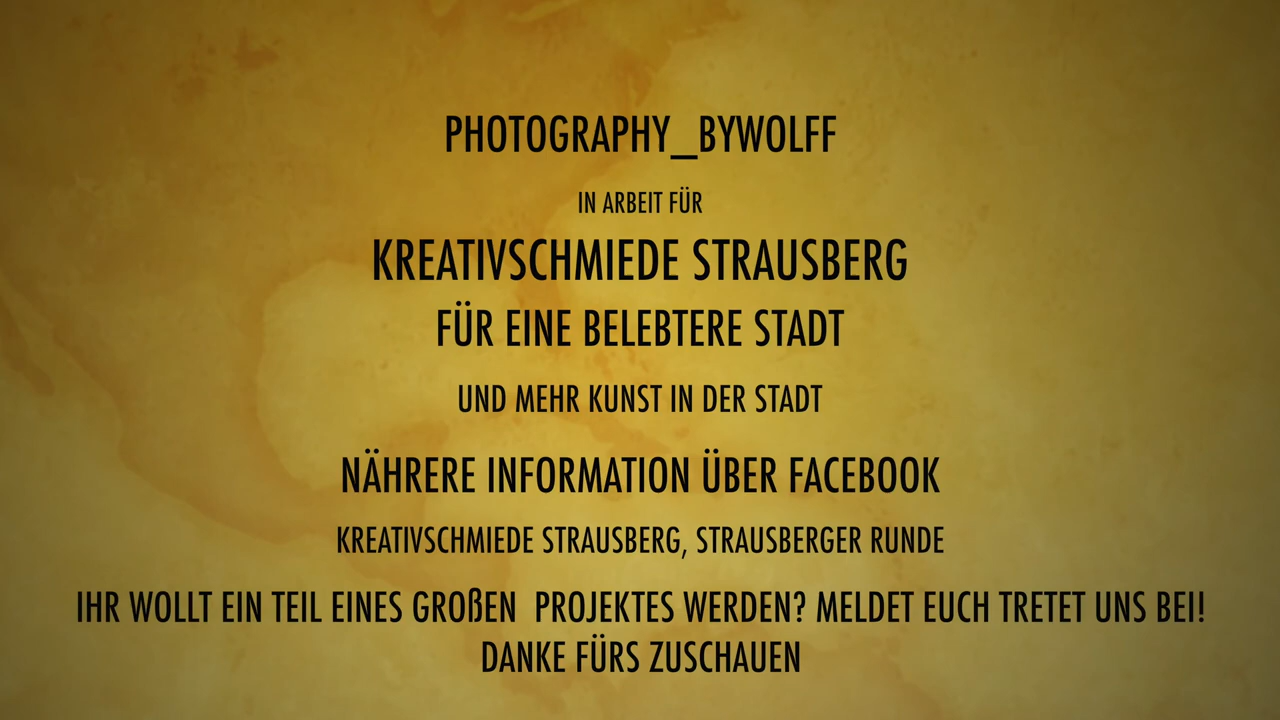 PHOTOGRAPHY_BYWOLFF
IN ARBEIT FÜR
KREATIVSCHMIEDE STRAUSBERG
FÜR EINE BELEBTERE STADT
UND MEHR KUNST IN DER STADT
NÄHRERE INFORMATION ÜBER FACEBOOK
KREATIVSCHMIEDE STRAUSBERG, STRAUSBERGER RUNDE
IHR WOLLT EIN TEIL EINES GROßEN  PROJEKTES WERDEN? MELDET EUCH TRETET UNS BEI!
DANKE FÜRS ZUSCHAUEN